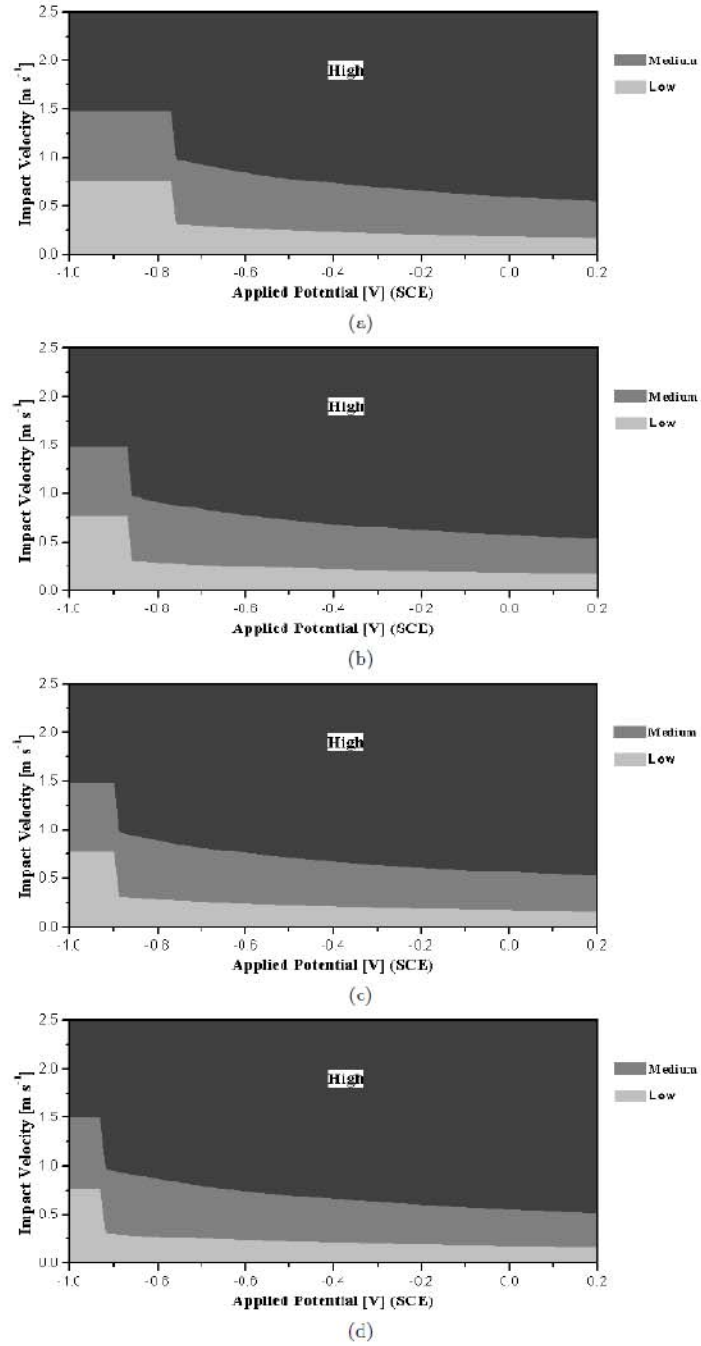 2.5
2.0
1.5
1.0
0.5
0.0
Impact Velocity [m s-1]
High
Medium
Low
-1.0 -0.8 -0.6 -0.4 -0.2 0.0 0.2
Applied Potential [V] (SCE)
(a)
2.5
2.0
1.5
1.0
0.5
0.0
Impact Velocity [m s-1]
High
Medium
Low
-1.0 -0.8 -0.6 -0.4 -0.2 0.0 0.2
Applied Potential [V] (SCE)
(b)
2.5
2.0
1.5
1.0
0.5
0.0
Impact Velocity [m s-1]
High
Medium
Low
-1.0 -0.8 -0.6 -0.4 -0.2 0.0 0.2
Applied Potential [V] (SCE)
(c)
2.5
2.0
1.5
1.0
0.5
0.0
Impact Velocity [m s-1]
High
Medium
Low
-1.0 -0.8 -0.6 -0.4 -0.2 0.0 0.2
Applied Potential [V] (SCE)
(d)